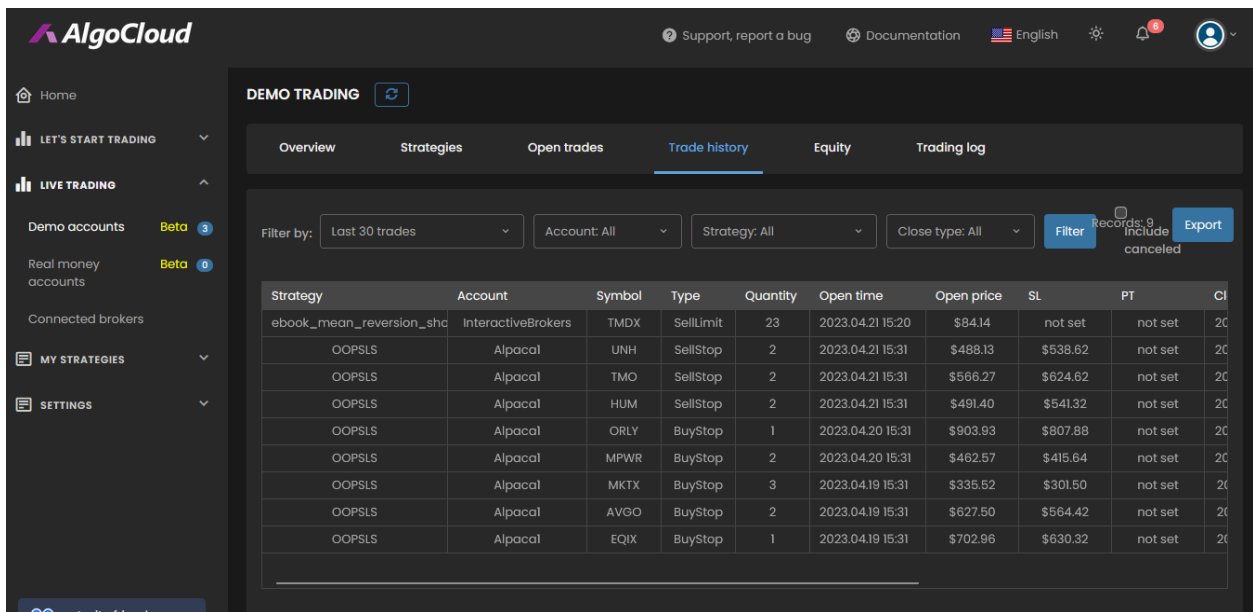 AlgoCloud
Support, report a bug
Documentation
English
6
Home
LET'S START TRADING
LIVE TRADING
Demo accounts Beta 3
Real money accounts Beta 0
Connected brokers
MY STRATEGIES
SETTINGS
DEMO TRADING
Overview Strategies Open trades Trade history Equity Trading log
Filter by: Last 30 trades Account: All Strategy: All Close type: All Filter Records: 9 Include canceled Export
Strategy Account Symbol Type Quantity Open time Open price SL PT Cl
ebook_mean_reversion_sho InteractiveBrokers TMDX SellLimit 23 2023.04.21 15:20 $84.14 not set not set 20
OOPSLS Alpaca1 UNH SellStop 2 2023.04.21 15:31 $488.13 $538.62 not set 20
OOPSLS Alpaca1 TMO SellStop 2 2023.04.21 15:31 $566.27 $624.62 not set 20
OOPSLS Alpaca1 HUM SellStop 2 2023.04.21 15:31 $491.40 $541.32 not set 20
OOPSLS Alpaca1 ORLY BuyStop 1 2023.04.20 15:31 $903.93 $807.88 not set 20
OOPSLS Alpaca1 MPWR BuyStop 2 2023.04.20 15:31 $462.57 $415.64 not set 20
OOPSLS Alpaca1 MKTX BuyStop 3 2023.04.19 15:31 $335.52 $301.50 not set 20
OOPSLS Alpaca1 AVGO BuyStop 2 2023.04.19 15:31 $627.50 $564.42 not set 20
OOPSLS Alpaca1 EQIX BuyStop 1 2023.04.19 15:31 $702.96 $630.32 not set 20